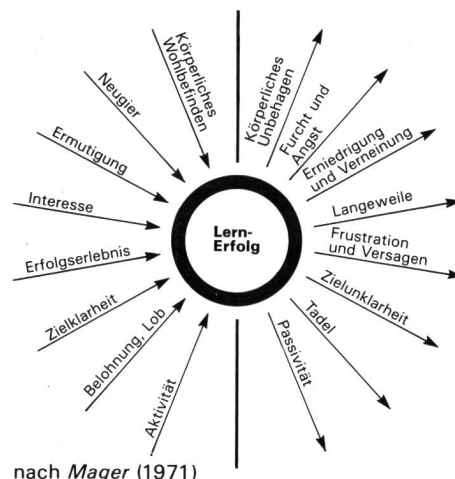 Körperliches
Wohlbefinden
Neugier
Ermutigung
Interesse
Erfolgserlebnis
Zielklarheit
Belohnung, Lob
Aktivität
Lern-
Erfolg
Körperliches
Unbehagen
Furcht und
Angst
Erniedrigung
und Verneinung
Langeweile
Frustration
und Versagen
Zielunklarheit
Tadel
Passivität
nach Mager (1971)